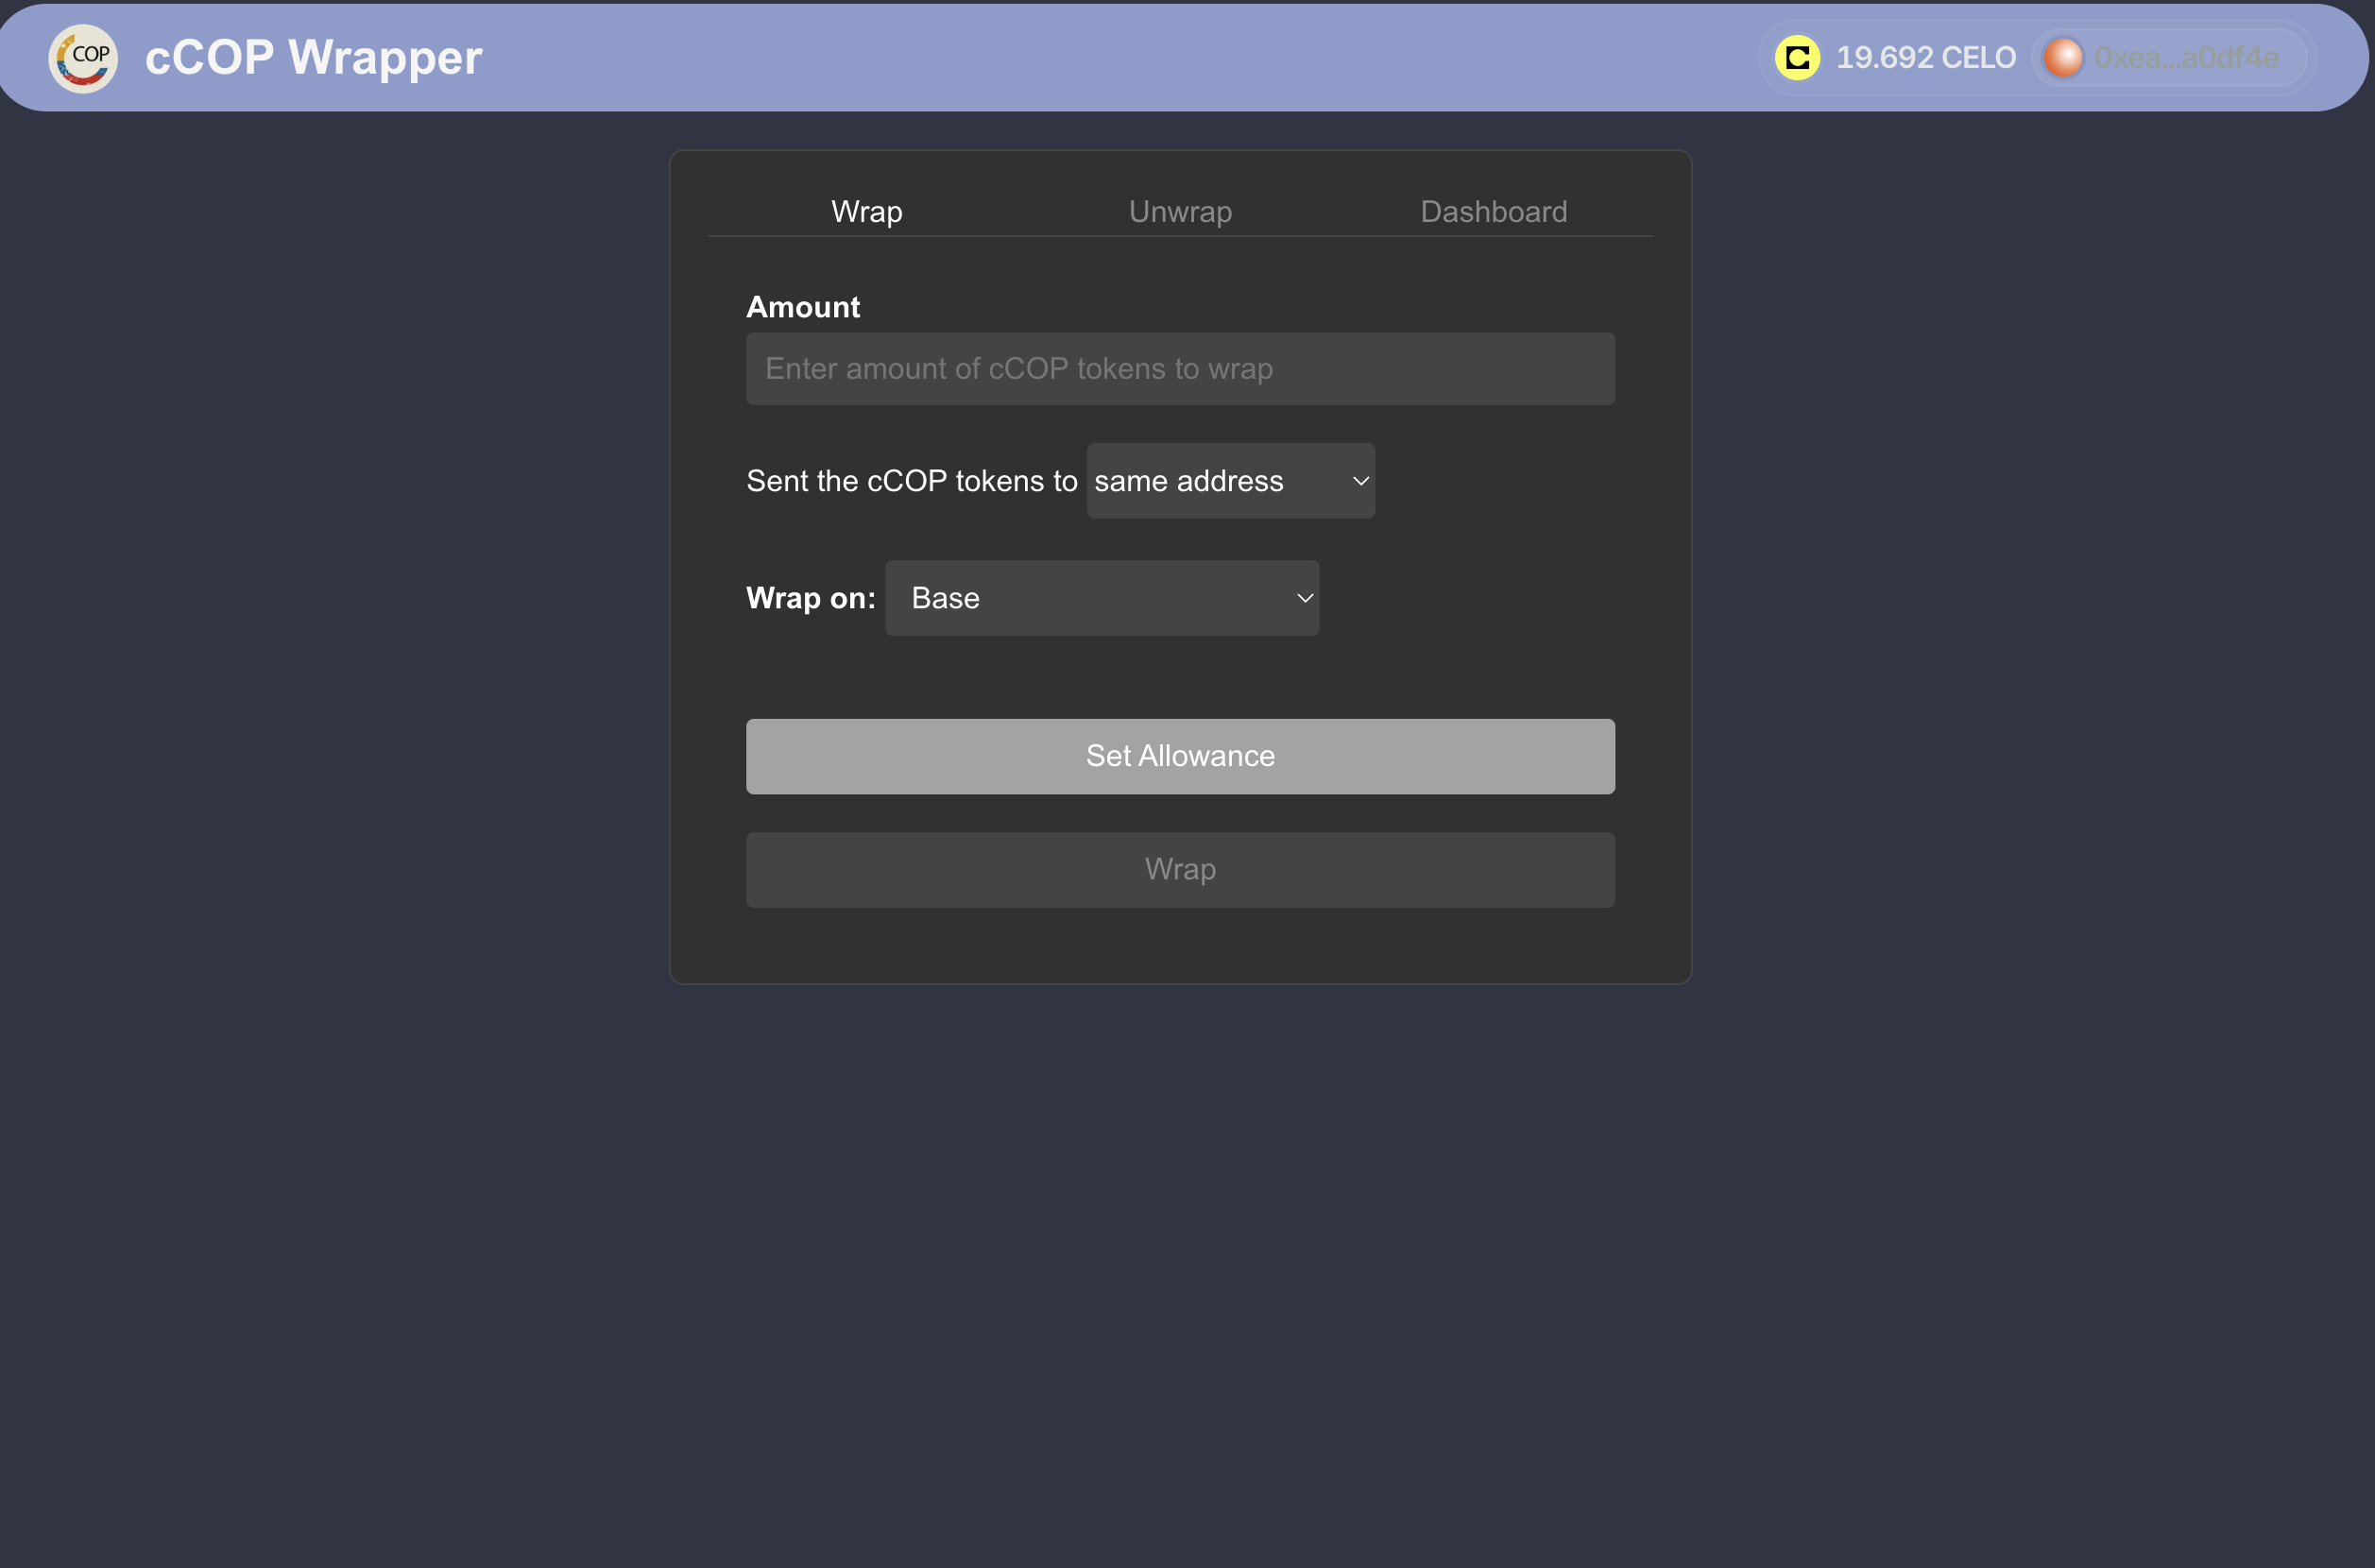 COP
cCOP Wrapper
19.692 CELO
0xea...a0df4e
Wrap
Unwrap
Dashboard
Amount
Enter amount of cCOP tokens to wrap
Sent the cCOP tokens to same address
Wrap on: Base
Set Allowance
Wrap